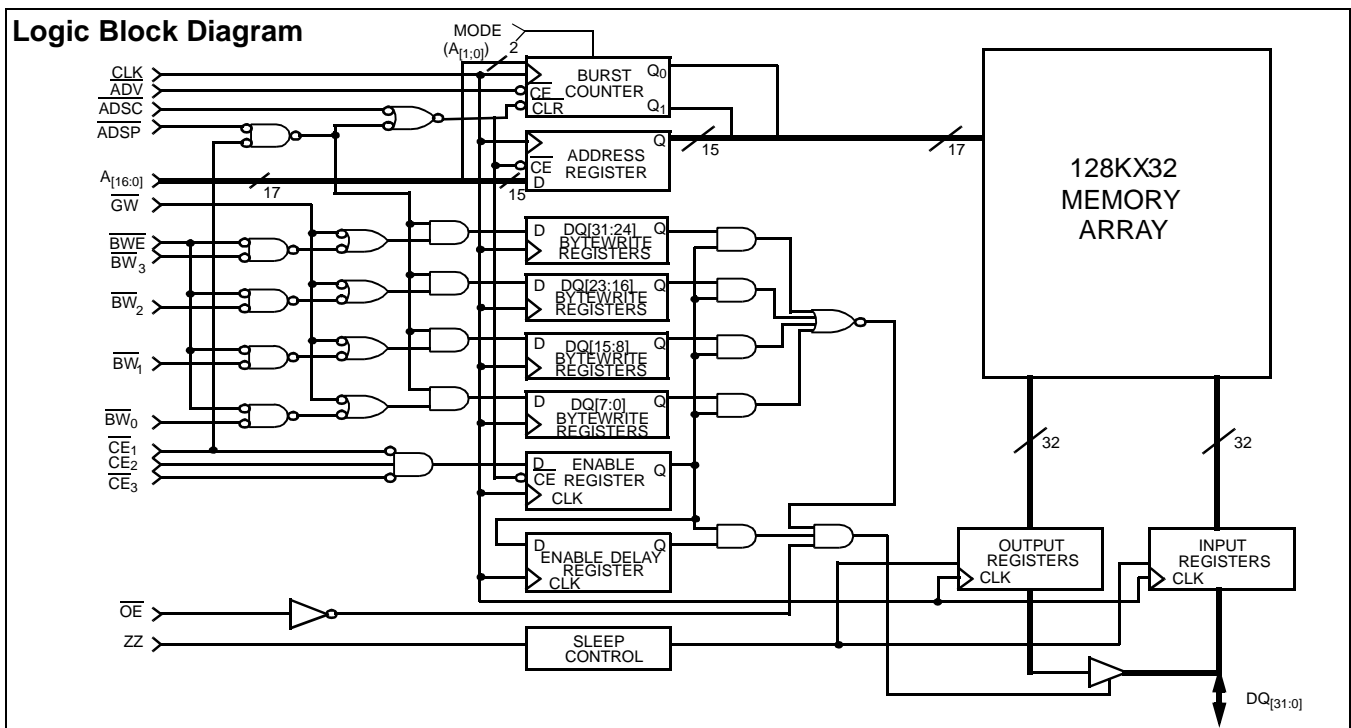 Logic Block Diagram
MODE
(A[1;0])
2
CLK
ADV
ADSC
ADSP
A[16:0]
GW
BWE
BW3
BW2
BW1
BW0
CE1
CE2
CE3
OE
ZZ
17
15
BURST
COUNTER
CE
CLR
Q0
Q1
ADDRESS
REGISTER
CE
D
Q
15
17
128KX32
MEMORY
ARRAY
D DQ[31:24] Q
BYTEWRITE
REGISTERS
D DQ[23:16] Q
BYTEWRITE
REGISTERS
D DQ[15:8] Q
BYTEWRITE
REGISTERS
D DQ[7:0] Q
BYTEWRITE
REGISTERS
D ENABLE Q
CE REGISTER
CLK
D Q
ENABLE DELAY
REGISTER
CLK
SLEEP
CONTROL
32
32
OUTPUT
REGISTERS
CLK
INPUT
REGISTERS
CLK
DQ[31:0]